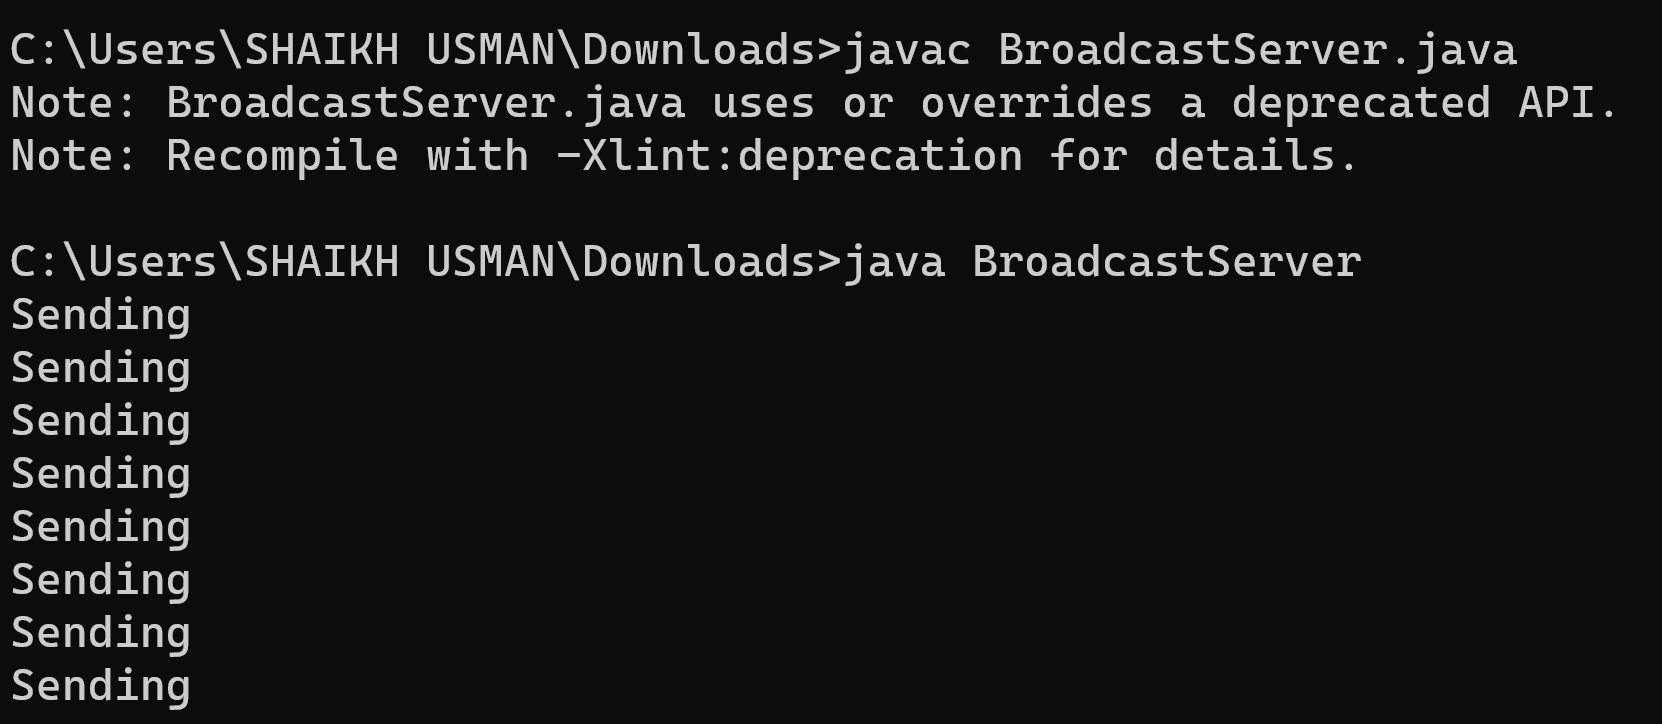 C:\Users\SHAIKH USMAN\Downloads>javac BroadcastServer.java
Note: BroadcastServer.java uses or overrides a deprecated API.
Note: Recompile with -Xlint:deprecation for details.
C:\Users\SHAIKH USMAN\Downloads>java BroadcastServer
Sending
Sending
Sending
Sending
Sending
Sending
Sending
Sending